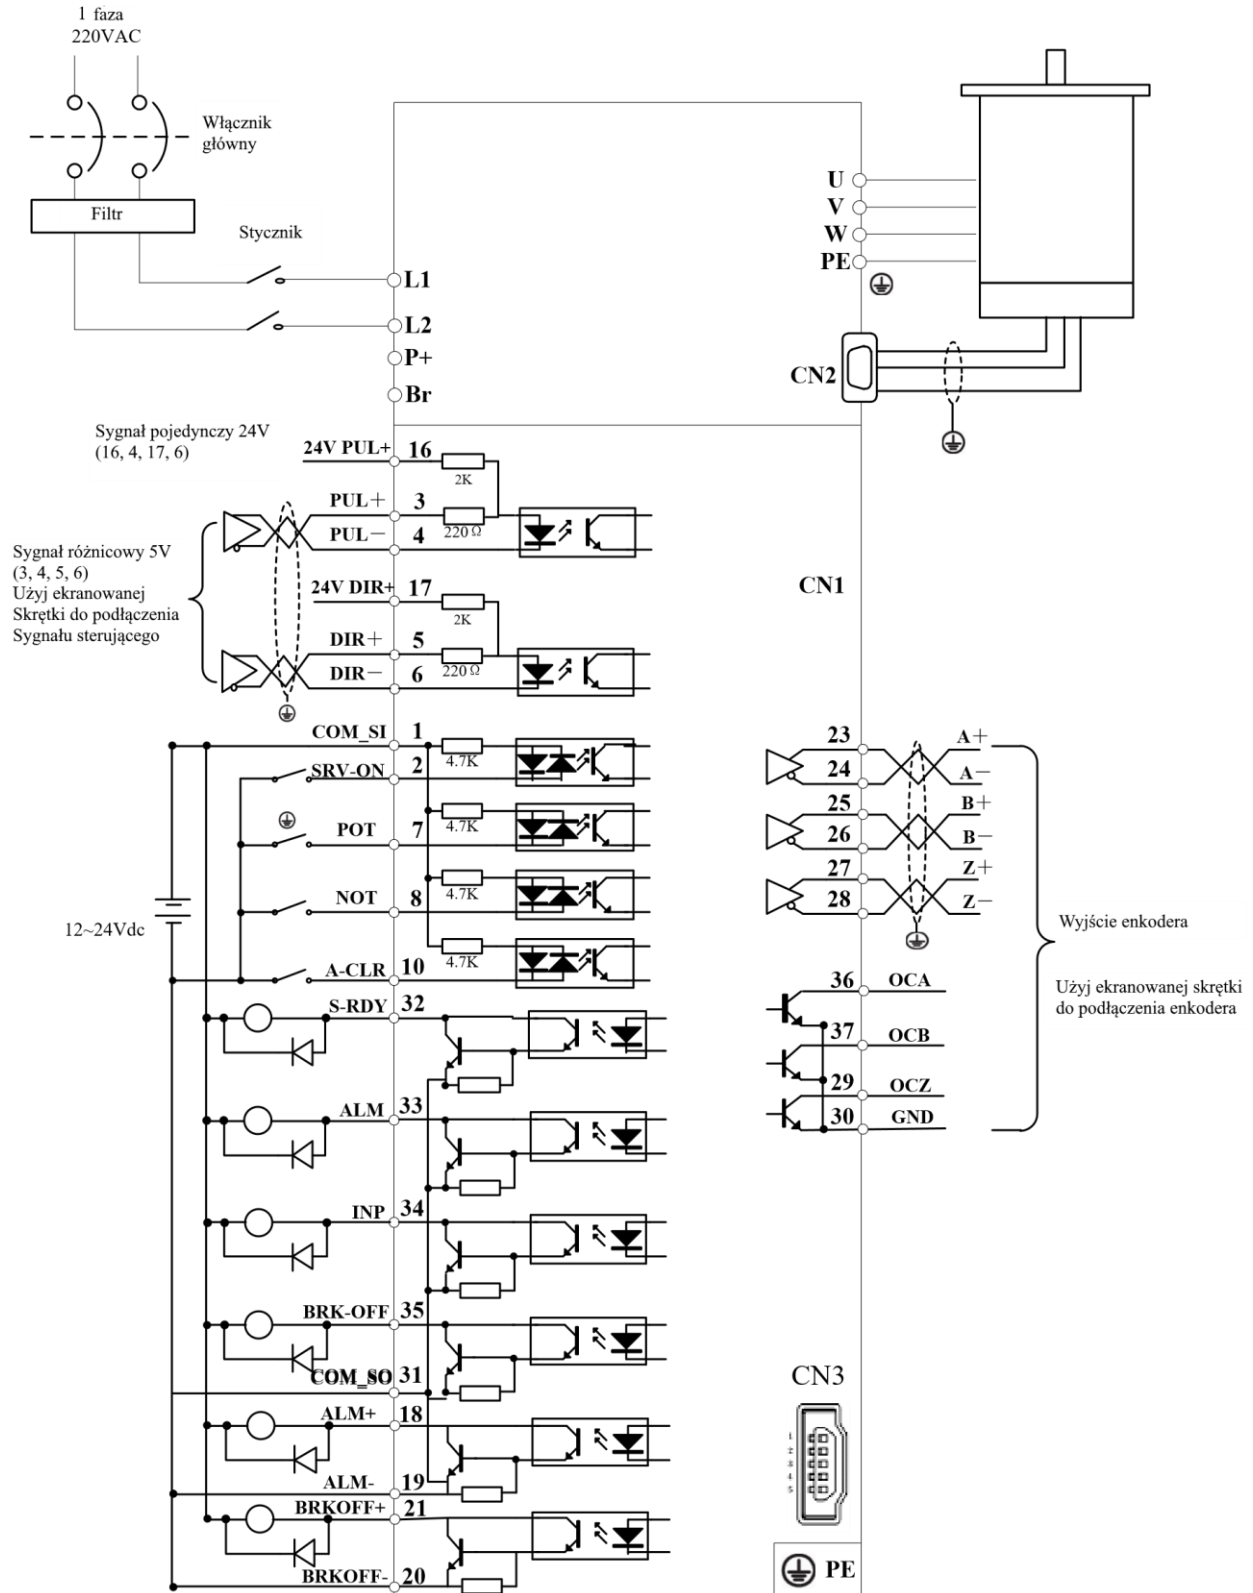 1 faza
220VAC
Włącznik
główny
Filtr
Stycznik
L1
L2
P+
Br
U
V
W
PE
CN2
Sygnał pojedynczy 24V
(16, 4, 17, 6)
24V PUL+ 16
2K
PUL+ 3
220 Ω
PUL− 4
Sygnał różnicowy 5V
(3, 4, 5, 6)
Użyj ekranowanej
Skrętki do podłączenia
Sygnału sterującego
24V DIR+ 17
2K
DIR+ 5
220 Ω
DIR− 6
CN1
COM_SI 1
4.7K
SRV-ON 2
4.7K
POT 7
4.7K
NOT 8
4.7K
A-CLR 10
12~24Vdc
S-RDY 32
ALM 33
INP 34
BRK-OFF 35
COM_SO 31
ALM+ 18
ALM- 19
BRKOFF+ 21
BRKOFF- 20
23 A+
24 A−
25 B+
26 B−
27 Z+
28 Z−
Wyjście enkodera
Użyj ekranowanej skrętki
do podłączenia enkodera
36 OCA
37 OCB
29 OCZ
30 GND
CN3
1
2
3
4
5
PE